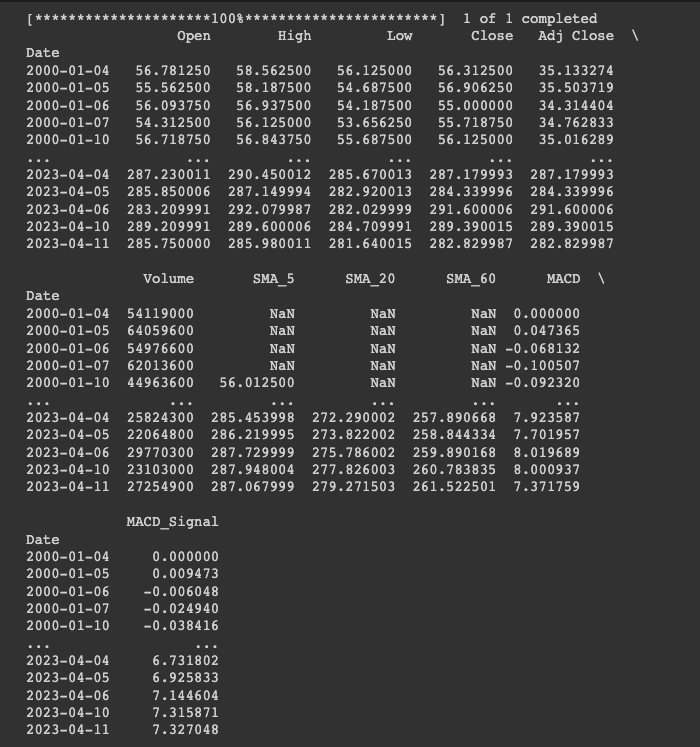 [*********************100%***********************]  1 of 1 completed
                  Open        High         Low       Close   Adj Close  \
Date
2000-01-04   56.781250   58.562500   56.125000   56.312500   35.133274
2000-01-05   55.562500   58.187500   54.687500   56.906250   35.503719
2000-01-06   56.093750   56.937500   54.187500   55.000000   34.314404
2000-01-07   54.312500   56.125000   53.656250   55.718750   34.762833
2000-01-10   56.718750   56.843750   55.687500   56.125000   35.016289
...                ...         ...         ...         ...         ...
2023-04-04  287.230011  290.450012  285.670013  287.179993  287.179993
2023-04-05  285.850006  287.149994  282.920013  284.339996  284.339996
2023-04-06  283.209991  292.079987  282.029999  291.600006  291.600006
2023-04-10  289.209991  289.600006  284.709991  289.390015  289.390015
2023-04-11  285.750000  285.980011  281.640015  282.829987  282.829987
              Volume       SMA_5      SMA_20      SMA_60      MACD  \
Date
2000-01-04  54119000         NaN         NaN         NaN  0.000000
2000-01-05  64059600         NaN         NaN         NaN  0.047365
2000-01-06  54976600         NaN         NaN         NaN -0.068132
2000-01-07  62013600         NaN         NaN         NaN -0.100507
2000-01-10  44963600   56.012500         NaN         NaN -0.092320
...              ...         ...         ...         ...       ...
2023-04-04  25824300  285.453998  272.290002  257.890668  7.923587
2023-04-05  22064800  286.219995  273.822002  258.844334  7.701957
2023-04-06  29770300  287.729999  275.786002  259.890168  8.019689
2023-04-10  23103000  287.948004  277.826003  260.783835  8.000937
2023-04-11  27254900  287.067999  279.271503  261.522501  7.371759
            MACD_Signal
Date
2000-01-04     0.000000
2000-01-05     0.009473
2000-01-06    -0.006048
2000-01-07    -0.024940
2000-01-10    -0.038416
...                 ...
2023-04-04     6.731802
2023-04-05     6.925833
2023-04-06     7.144604
2023-04-10     7.315871
2023-04-11     7.327048